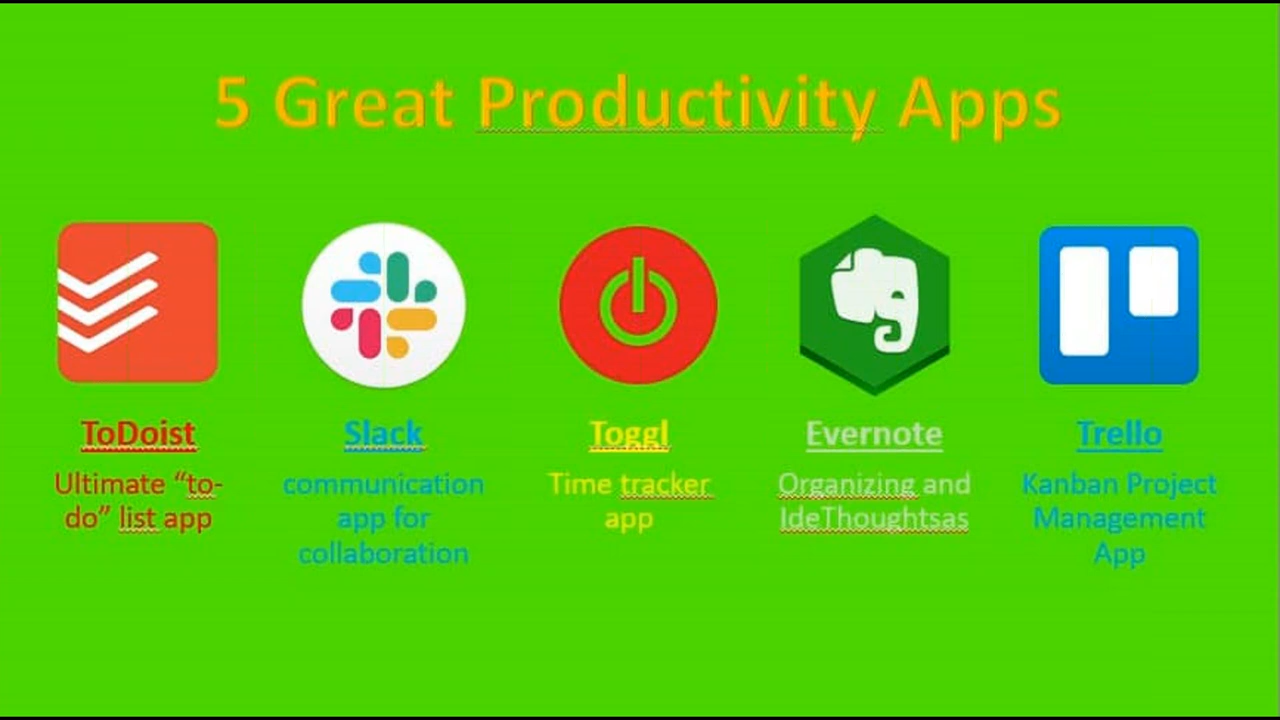 5 Great Productivity Apps
ToDoist
Ultimate “to-
do” list app
Slack
communication
app for
collaboration
Toggl
Time tracker
app
Evernote
Organizing and
IdeThoughtsas
Trello
Kanban Project
Management
App